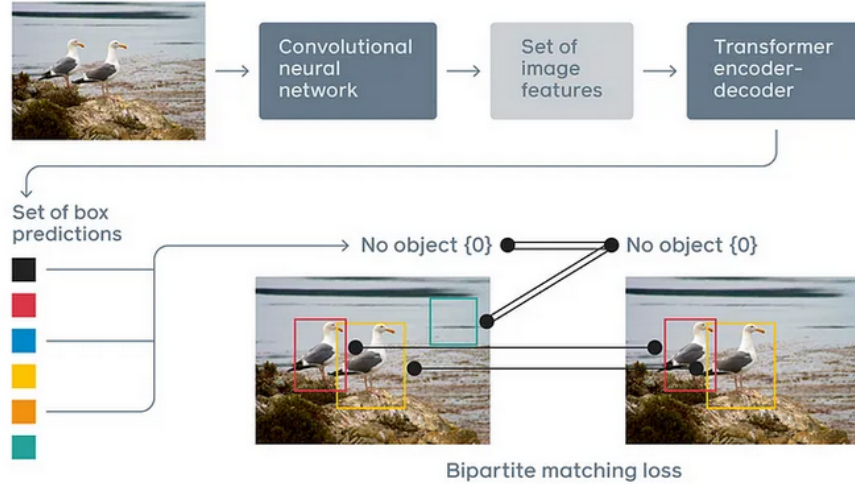 Convolutional
neural
network
Set of
image
features
Transformer
encoder-
decoder
Set of box
predictions
No object {0}
No object {0}
Bipartite matching loss